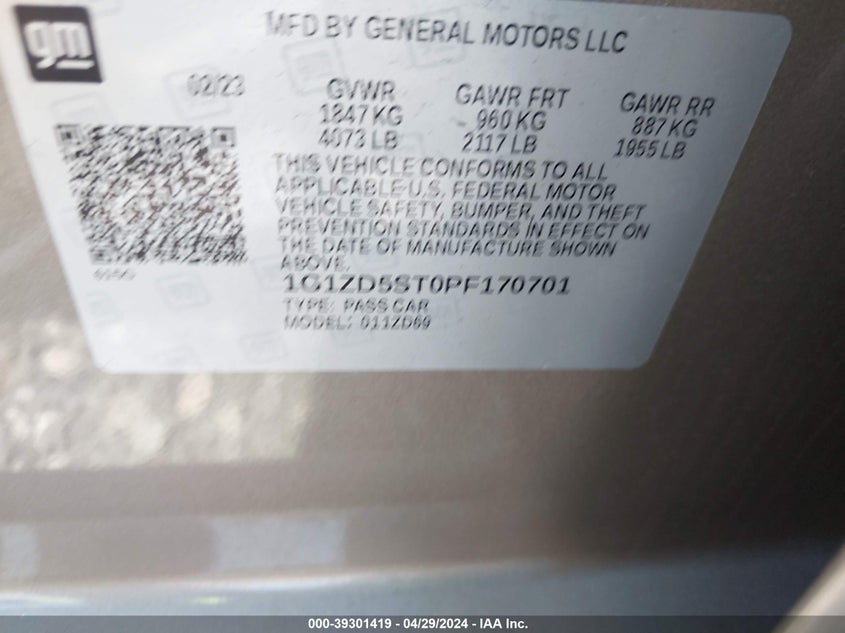 gm
MFD BY GENERAL MOTORS LLC
02/23
GVWR GAWR FRT GAWR RR
1847 KG 960 KG 887 KG
4073 LB 2117 LB 1955 LB
THIS VEHICLE CONFORMS TO ALL
APPLICABLE U.S. FEDERAL MOTOR
VEHICLE SAFETY, BUMPER, AND THEFT
PREVENTION STANDARDS IN EFFECT ON
THE DATE OF MANUFACTURE SHOWN
ABOVE.
1G1ZD5ST0PF170701
TYPE: PASS CAR
MODEL: 011ZD69
000-39301419 - 04/29/2024 - IAA Inc.